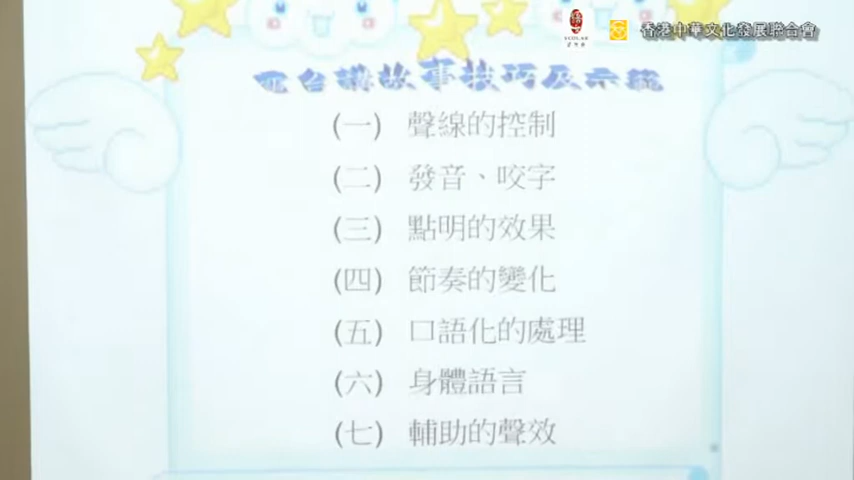 香港中華文化發展聯合會
SCOLAR
台講故事技巧及示範
(一) 聲線的控制
(二) 發音、咬字
(三) 點明的效果
(四) 節奏的變化
(五) 口語化的處理
(六) 身體語言
(七) 輔助的聲效